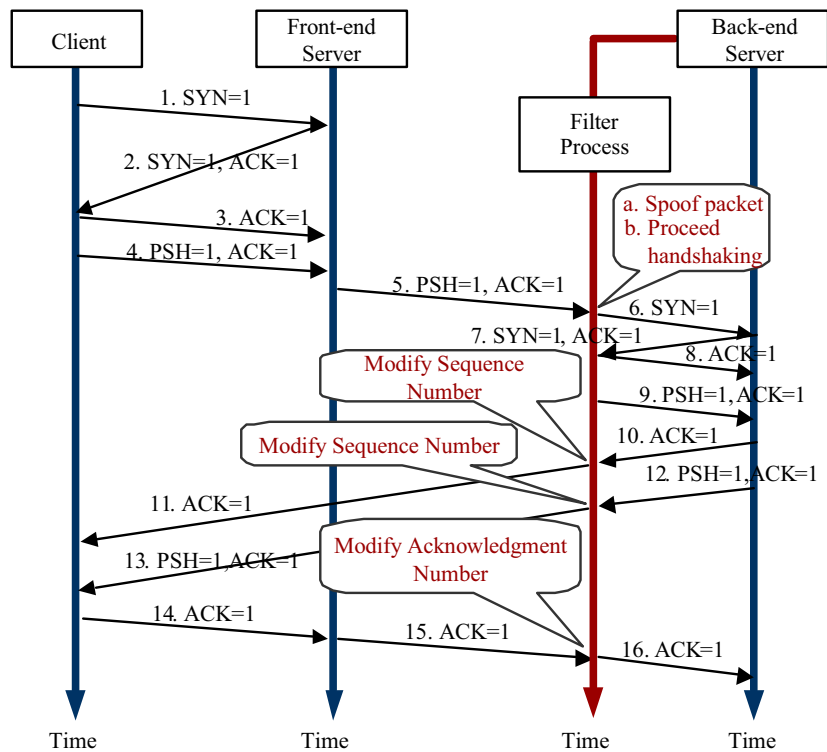 Client
Front-end
Server
Back-end
Server
Filter
Process
1. SYN=1
2. SYN=1, ACK=1
3. ACK=1
4. PSH=1, ACK=1
a. Spoof packet
b. Proceed
handshaking
5. PSH=1, ACK=1
6. SYN=1
7. SYN=1, ACK=1
8. ACK=1
Modify Sequence
Number
9. PSH=1,ACK=1
10. ACK=1
Modify Sequence Number
12. PSH=1,ACK=1
11. ACK=1
Modify Acknowledgment
Number
13. PSH=1,ACK=1
14. ACK=1
15. ACK=1
16. ACK=1
Time
Time
Time
Time